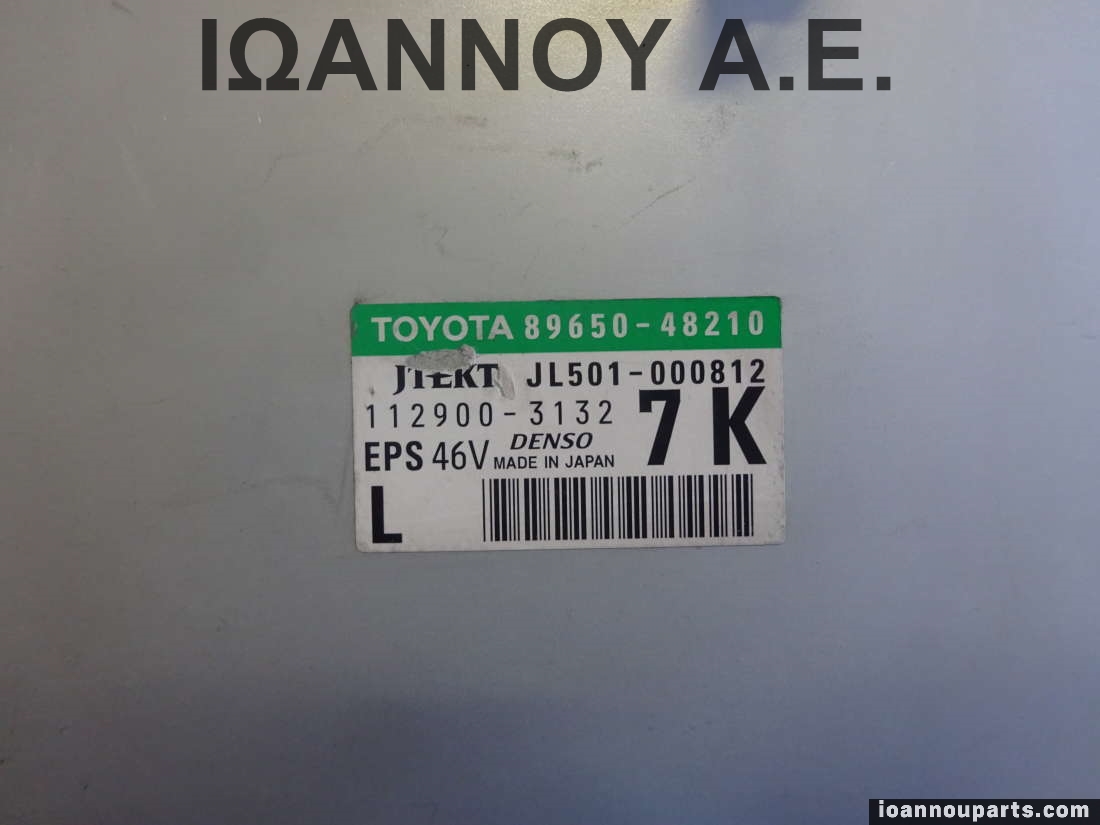 ΙΩΑΝΝΟΥ Α.Ε.
TOYOTA 89650-48210
JTEKT JL501-000812
112900-3132 7K
EPS 46V DENSO
MADE IN JAPAN
L
ioannouparts.com